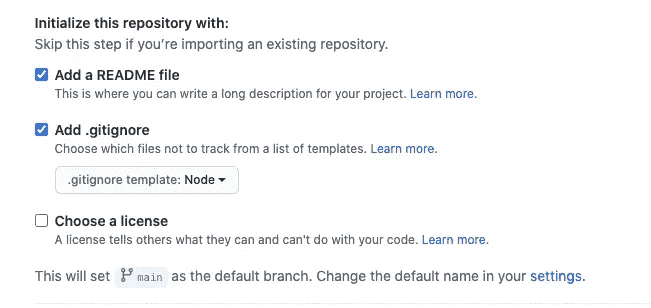 Initialize this repository with:
Skip this step if you’re importing an existing repository.
Add a README file
This is where you can write a long description for your project. Learn more.
Add .gitignore
Choose which files not to track from a list of templates. Learn more.
.gitignore template: Node
Choose a license
A license tells others what they can and can't do with your code. Learn more.
This will set main as the default branch. Change the default name in your settings.